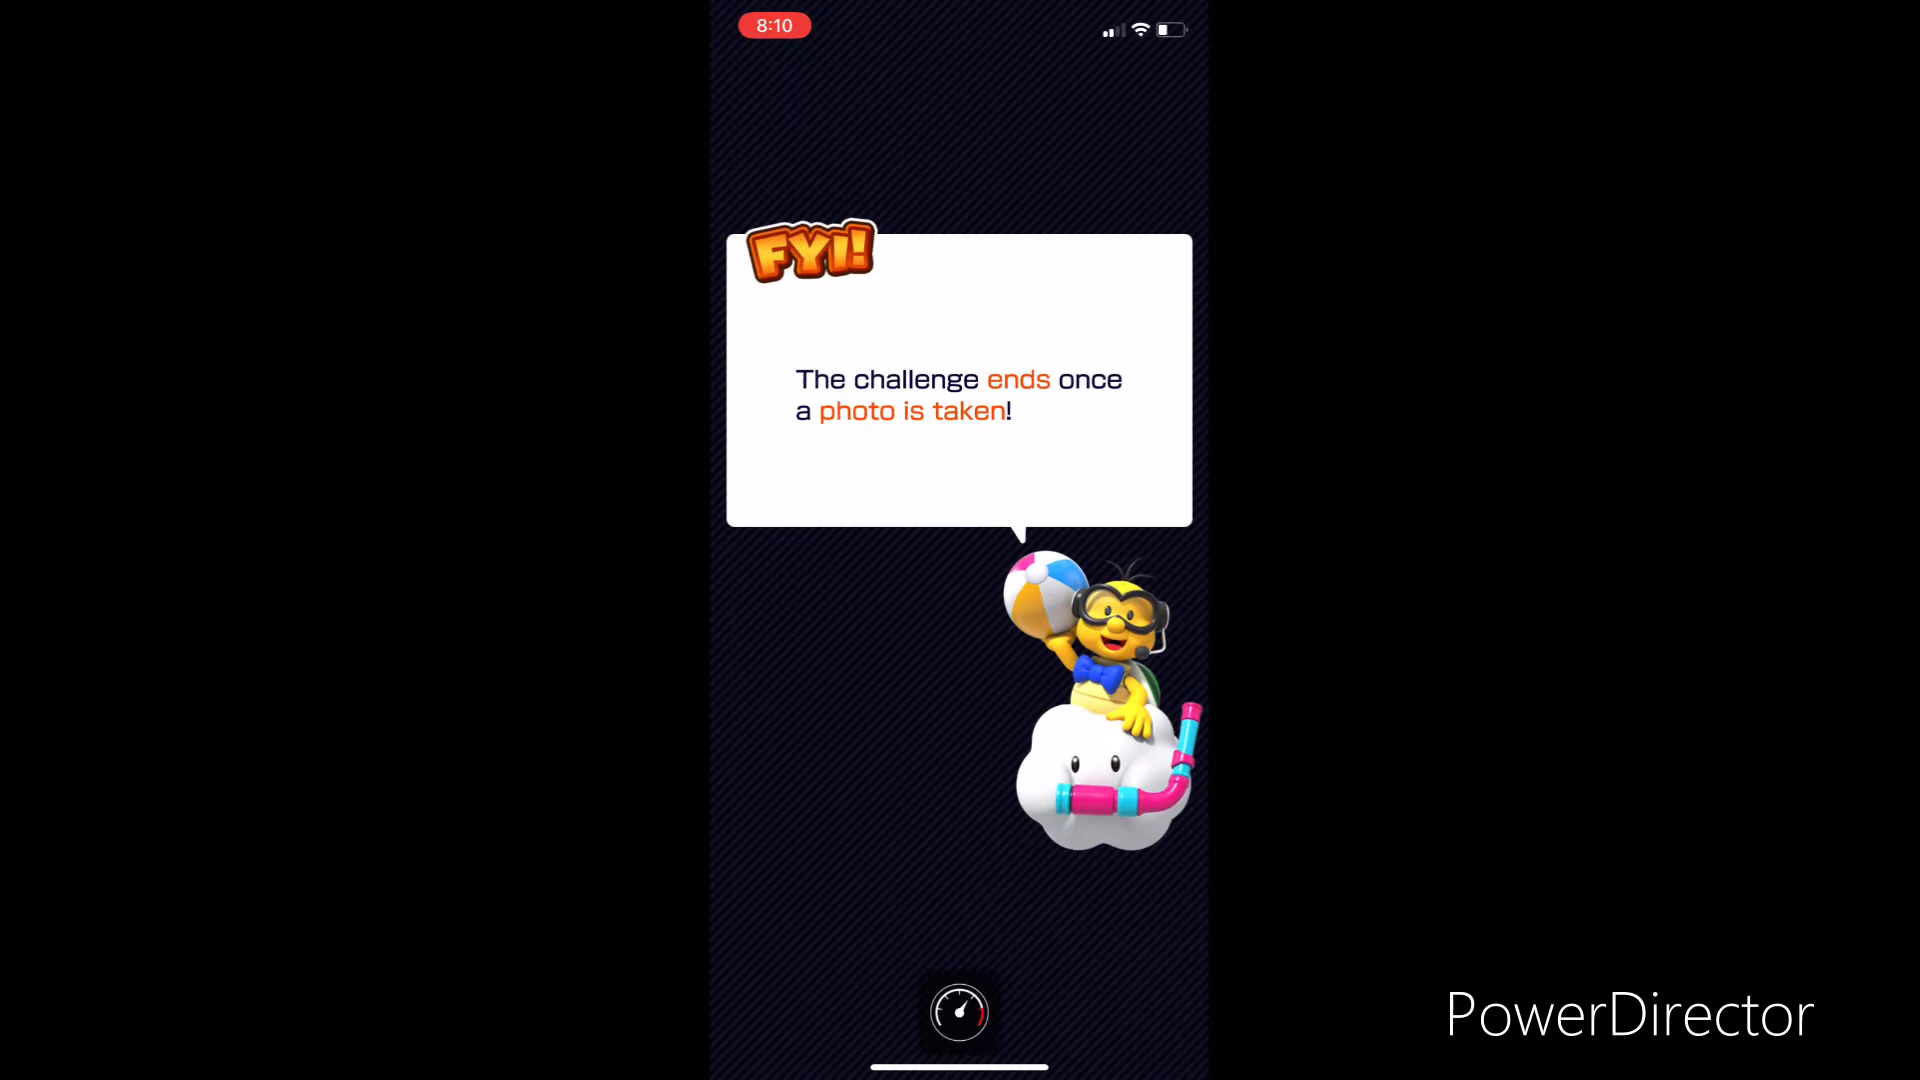 8:10
FYI!
The challenge ends once
a photo is taken!
PowerDirector